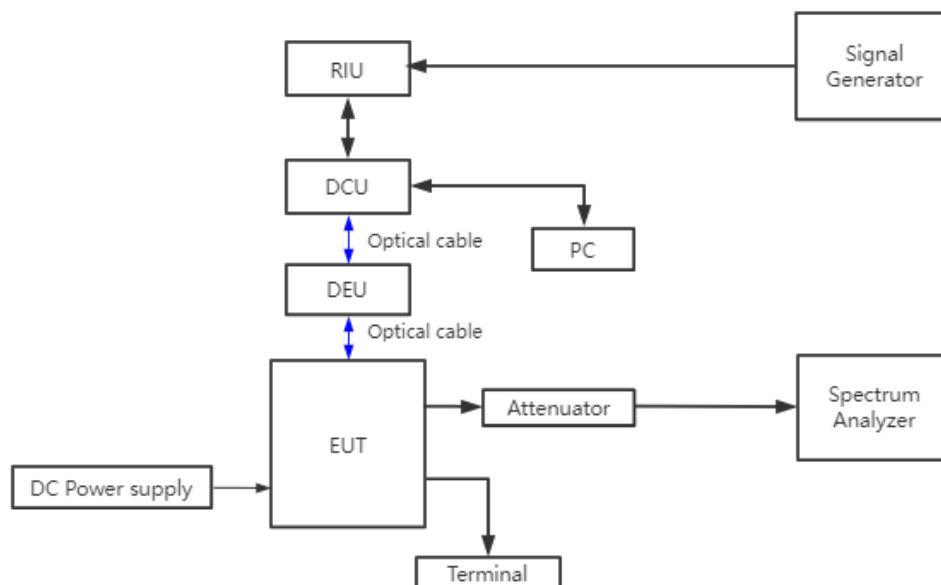 Signal
Generator
RIU
DCU
Optical cable
PC
DEU
Optical cable
EUT
Attenuator
Spectrum
Analyzer
DC Power supply
Terminal